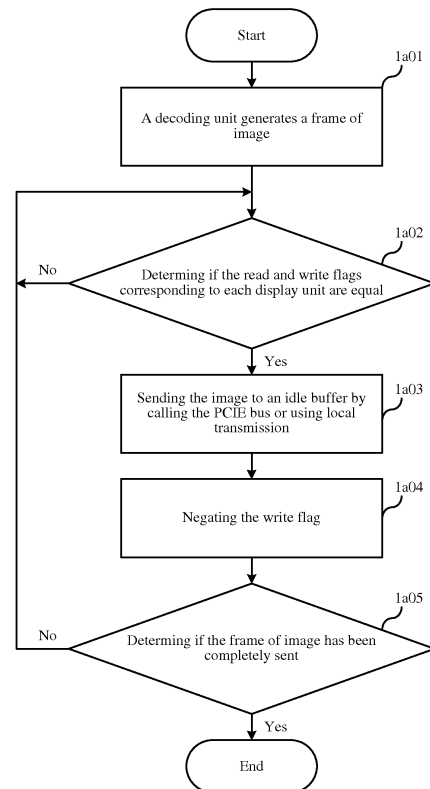 Start
1a01
A decoding unit generates a frame of
image
1a02
No
Determing if the read and write flags
corresponding to each display unit are equal
Yes
1a03
Sending the image to an idle buffer by
calling the PCIE bus or using local
transmission
1a04
Negating the write flag
1a05
No
Determing if the frame of image has been
completely sent
Yes
End